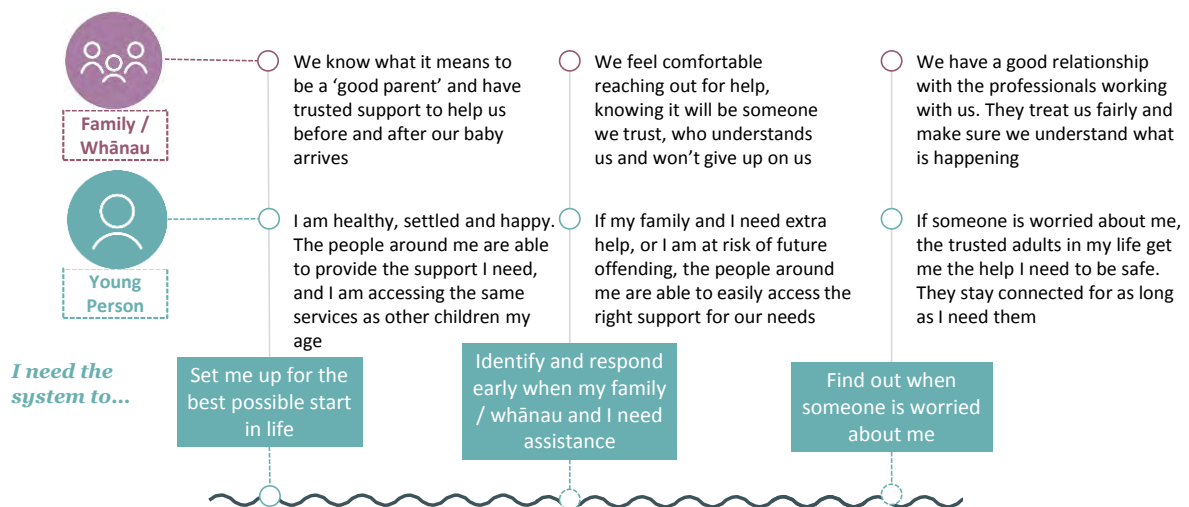 Family /
Whānau
We know what it means to
be a ‘good parent’ and have
trusted support to help us
before and after our baby
arrives
We feel comfortable
reaching out for help,
knowing it will be someone
we trust, who understands
us and won’t give up on us
We have a good relationship
with the professionals working
with us. They treat us fairly and
make sure we understand what
is happening
Young
Person
I am healthy, settled and happy.
The people around me are able
to provide the support I need,
and I am accessing the same
services as other children my
age
If my family and I need extra
help, or I am at risk of future
offending, the people around
me are able to easily access the
right support for our needs
If someone is worried about me,
the trusted adults in my life get
me the help I need to be safe.
They stay connected for as long
as I need them
I need the
system to...
Set me up for the
best possible start
in life
Identify and respond
early when my family
/ whānau and I need
assistance
Find out when
someone is worried
about me